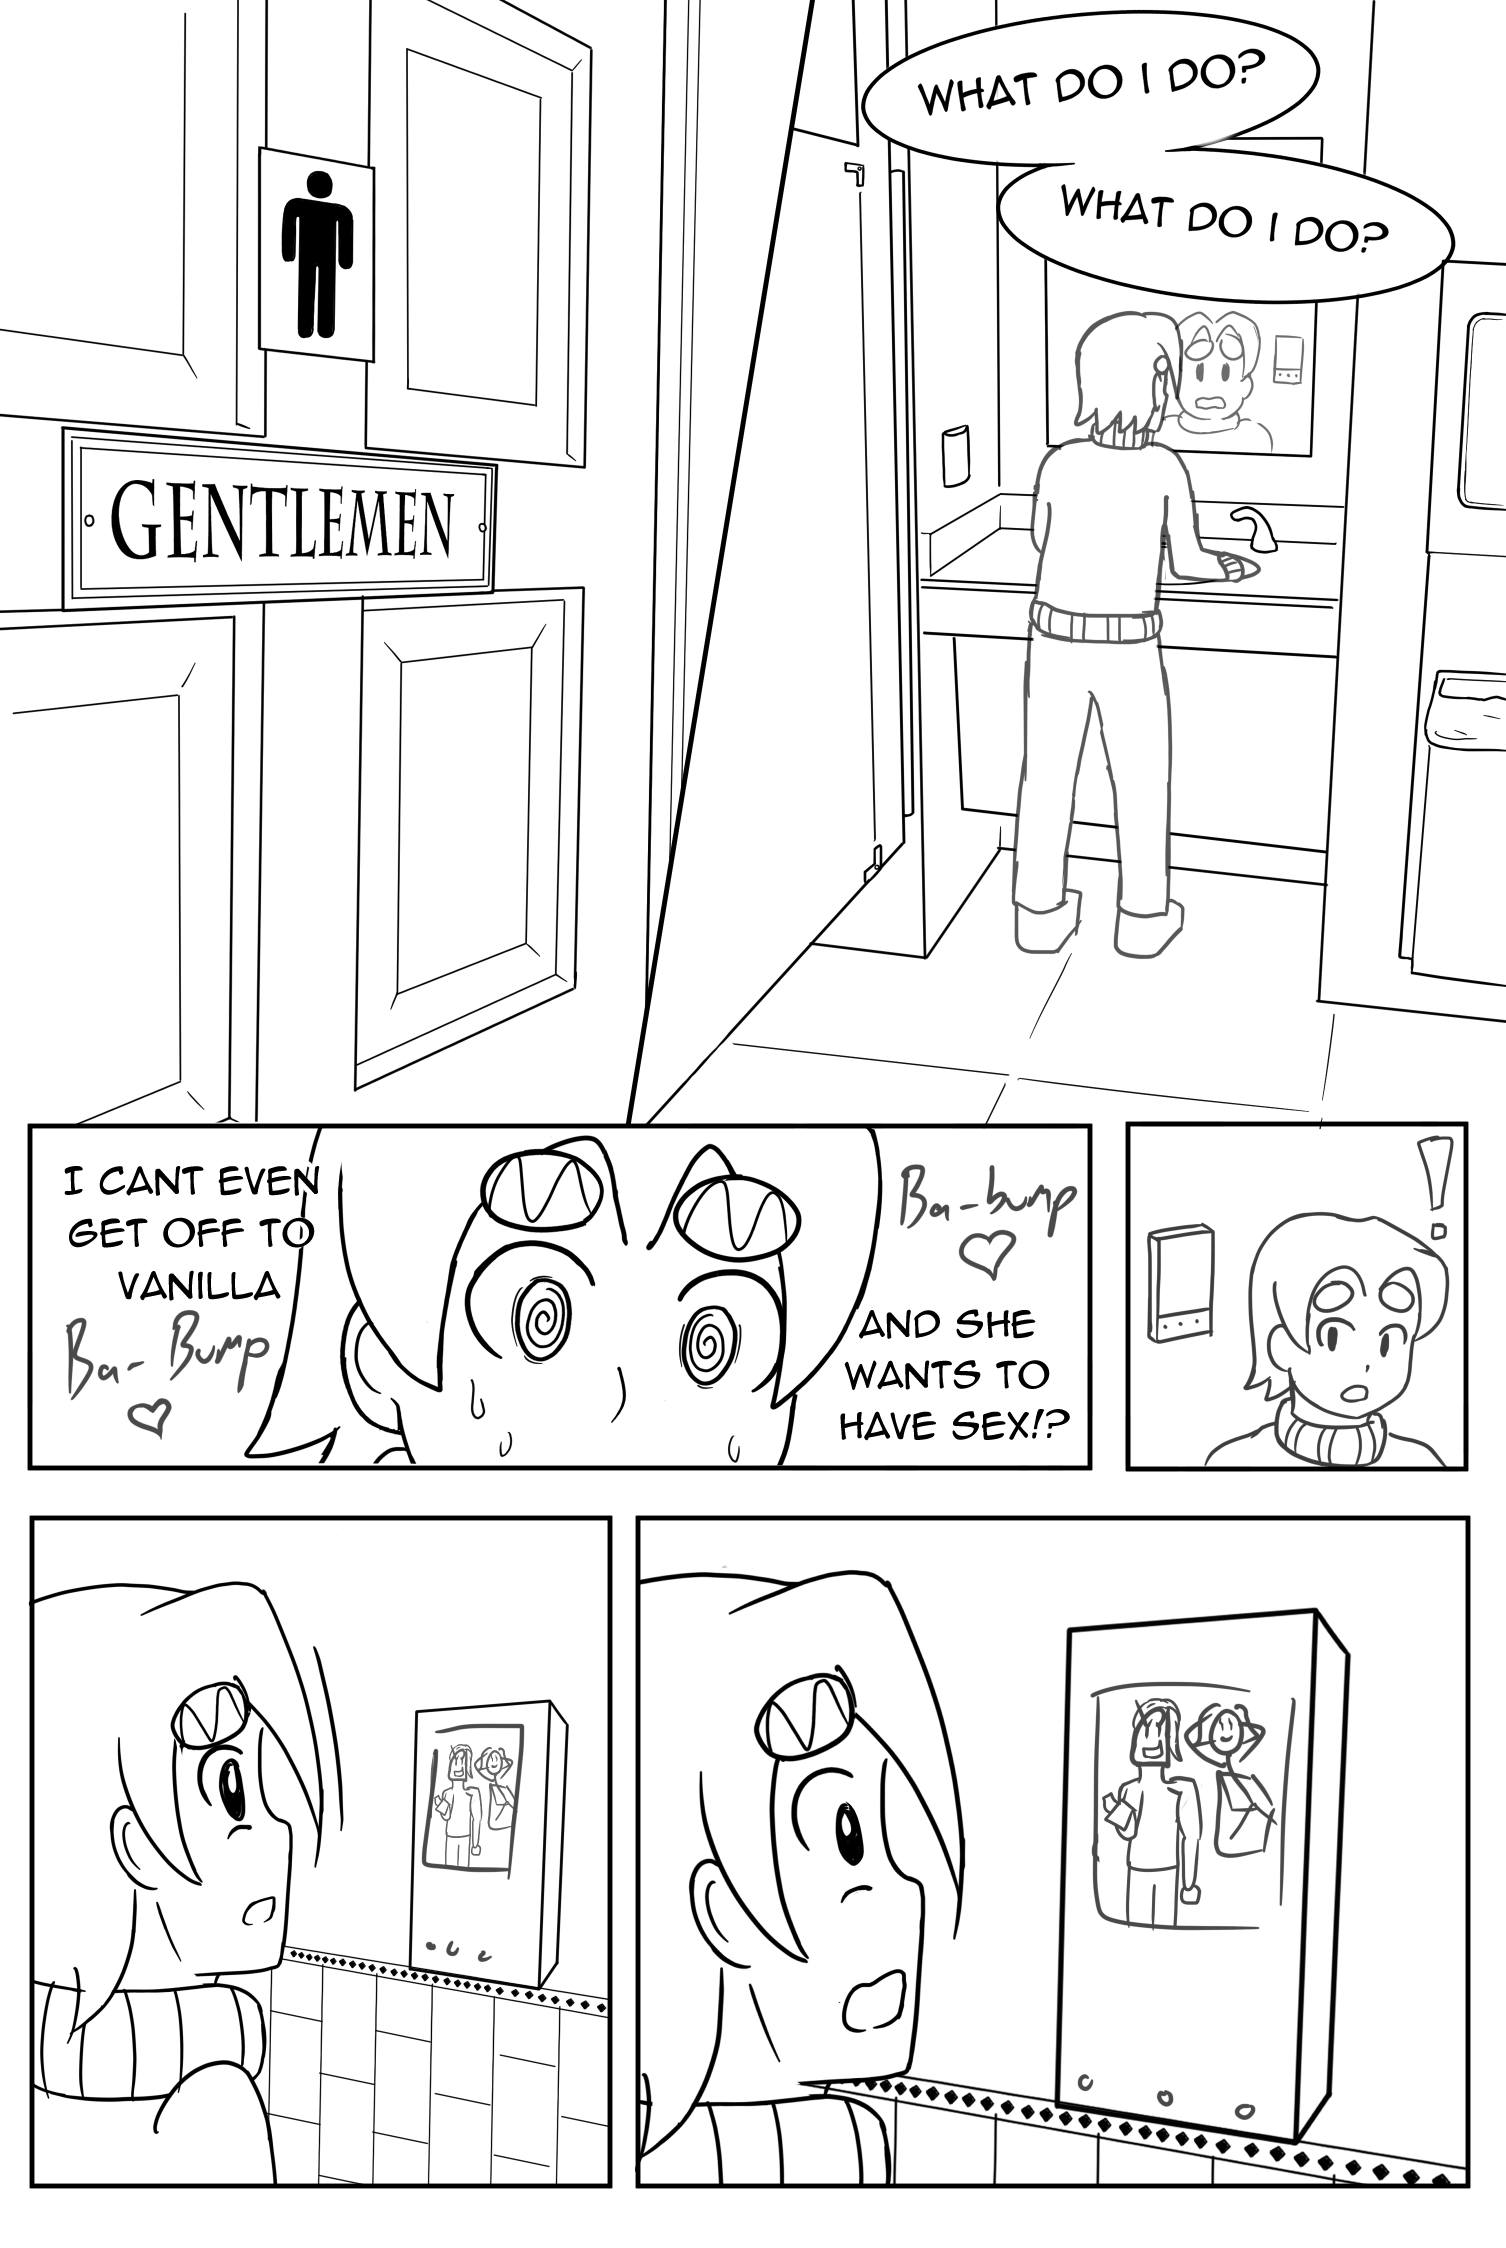 GENTLEMEN
WHAT DO I DO?
WHAT DO I DO?
I CANT EVEN
GET OFF TO
VANILLA
Ba-Bump
Ba-bump
AND SHE
WANTS TO
HAVE SEX!?
!